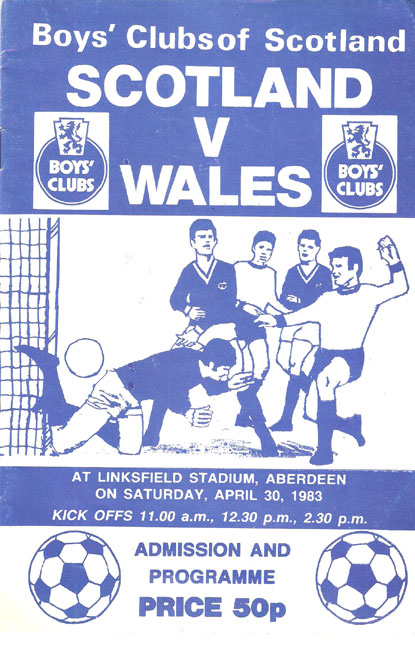 Boys' Clubs of Scotland
SCOTLAND
V
WALES
BOYS'
CLUBS
BOYS'
CLUBS
AT LINKSFIELD STADIUM, ABERDEEN
ON SATURDAY, APRIL 30, 1983
KICK OFFS 11.00 a.m., 12.30 p.m., 2.30 p.m.
ADMISSION AND
PROGRAMME
PRICE 50p